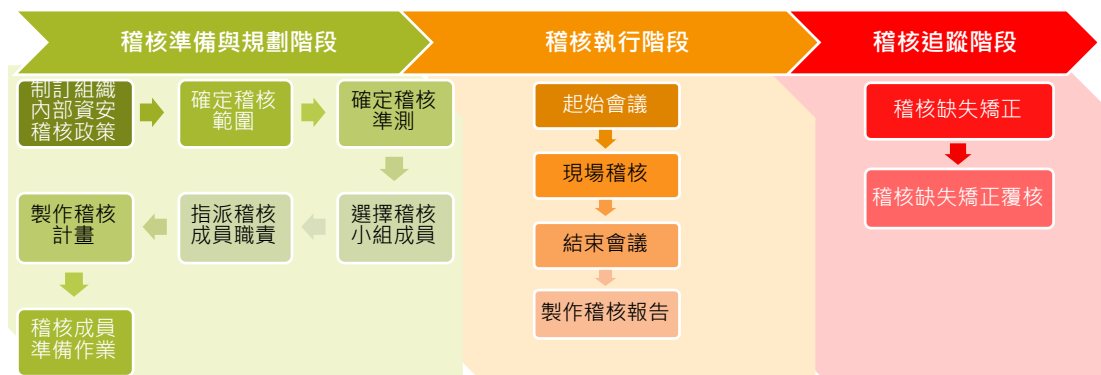 稽核準備與規劃階段
稽核執行階段
稽核追蹤階段
制訂組織
內部資安
稽核政策
確定稽核
範圍
確定稽核
準測
選擇稽核
小組成員
指派稽核
成員職責
製作稽核
計畫
稽核成員
準備作業
起始會議
現場稽核
結束會議
製作稽核報告
稽核缺失矯正
稽核缺失矯正覆核